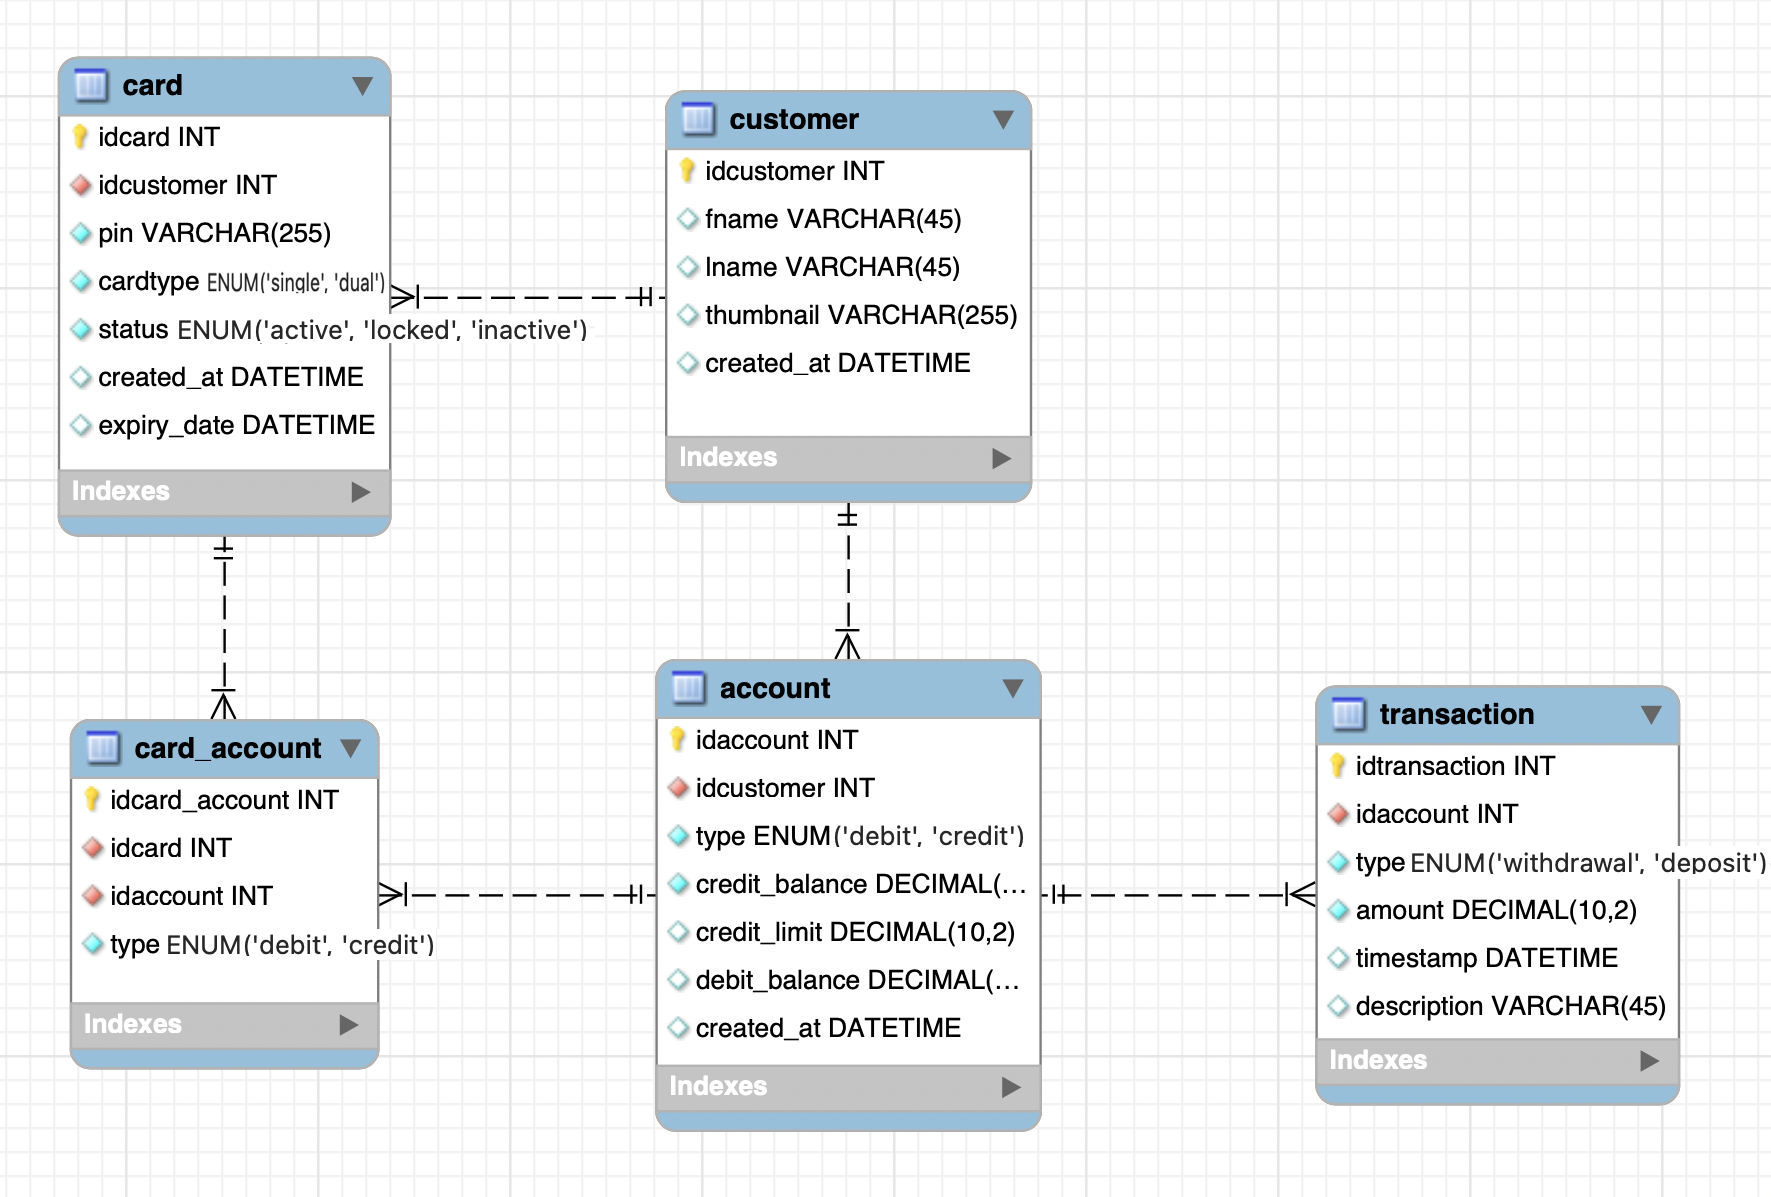 card
idcard INT
idcustomer INT
pin VARCHAR(255)
cardtype ENUM('single', 'dual')
status ENUM('active', 'locked', 'inactive')
created_at DATETIME
expiry_date DATETIME
Indexes
customer
idcustomer INT
fname VARCHAR(45)
lname VARCHAR(45)
thumbnail VARCHAR(255)
created_at DATETIME
Indexes
card_account
idcard_account INT
idcard INT
idaccount INT
type ENUM('debit', 'credit')
Indexes
account
idaccount INT
idcustomer INT
type ENUM('debit', 'credit')
credit_balance DECIMAL(...
credit_limit DECIMAL(10,2)
debit_balance DECIMAL(...
created_at DATETIME
Indexes
transaction
idtransaction INT
idaccount INT
type ENUM('withdrawal', 'deposit')
amount DECIMAL(10,2)
timestamp DATETIME
description VARCHAR(45)
Indexes